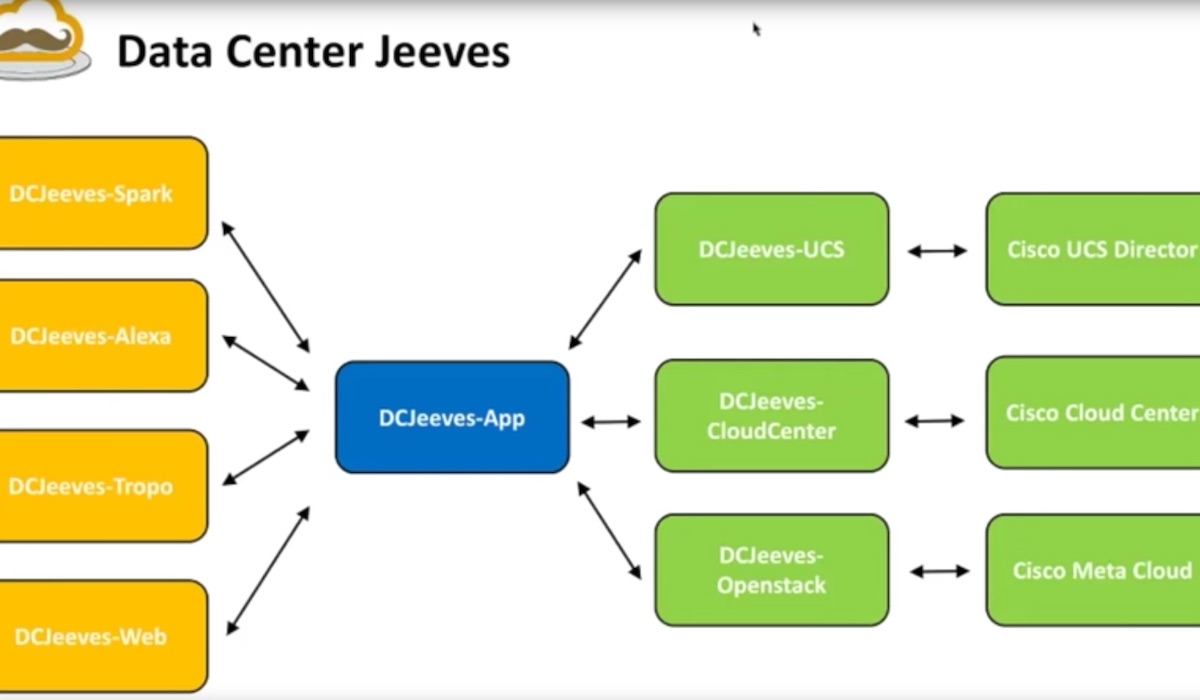 Data Center Jeeves
DCJeeves-Spark
DCJeeves-Alexa
DCJeeves-Tropo
DCJeeves-Web
DCJeeves-App
DCJeeves-UCS
DCJeeves-
CloudCenter
DCJeeves-
Openstack
Cisco UCS Director
Cisco Cloud Center
Cisco Meta Cloud